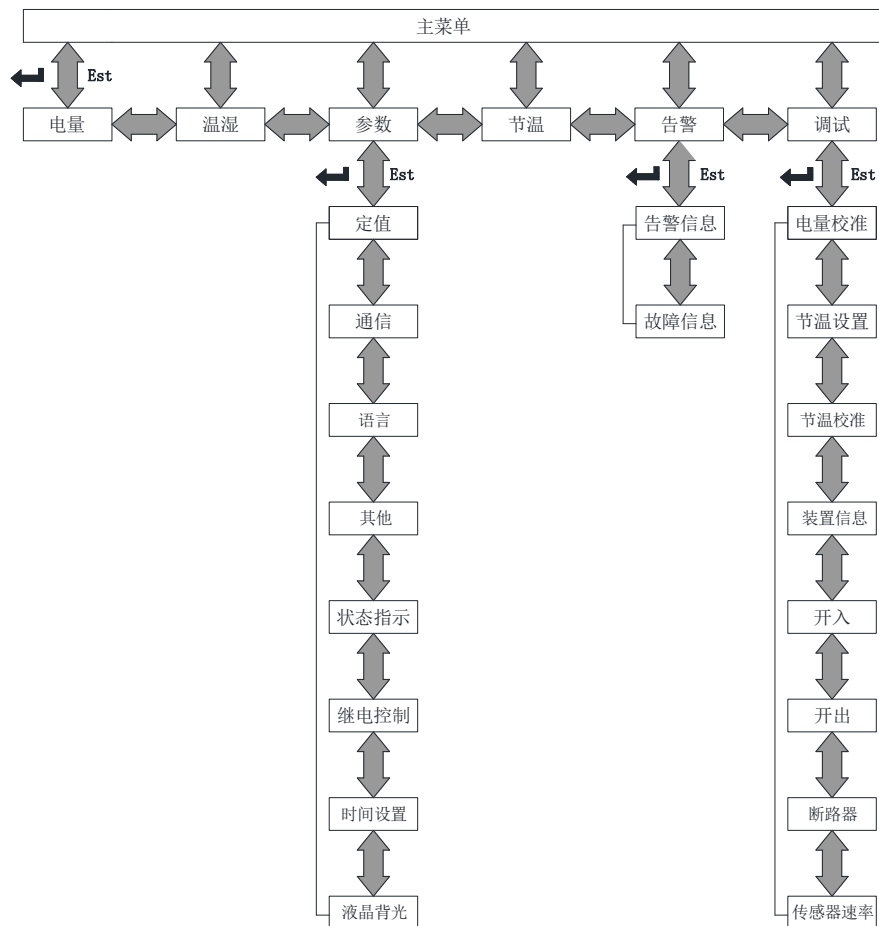 主菜单
Est
电量
温湿
参数
节温
告警
调试
Est
Est
Est
定值
告警信息
电量校准
通信
故障信息
节温设置
语言
节温校准
其他
装置信息
状态指示
开入
继电控制
开出
时间设置
断路器
液晶背光
传感器速率